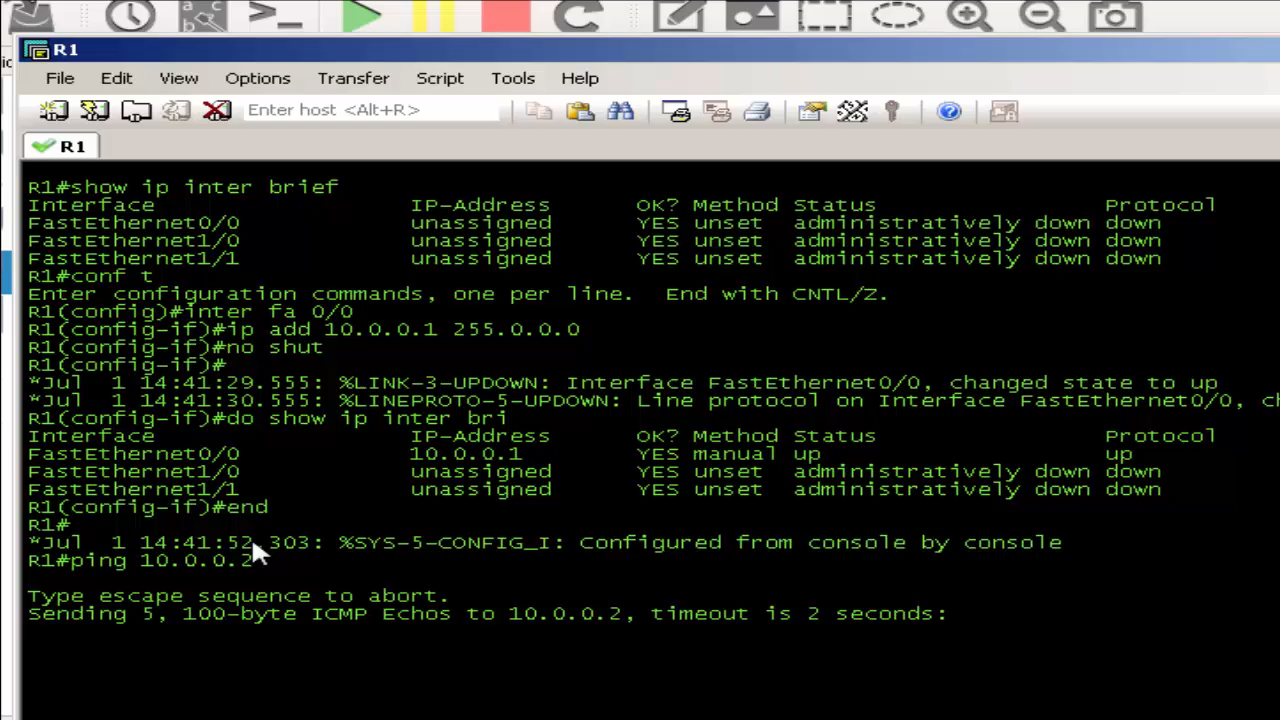 a
b
c
R1
File Edit View Options Transfer Script Tools Help
Enter host <Alt+R>
R1
R1#show ip inter brief
Interface IP-Address OK? Method Status Protocol
FastEthernet0/0 unassigned YES unset administratively down down
FastEthernet1/0 unassigned YES unset administratively down down
FastEthernet1/1 unassigned YES unset administratively down down
R1#conf t
Enter configuration commands, one per line. End with CNTL/Z.
R1(config)#inter fa 0/0
R1(config-if)#ip add 10.0.0.1 255.0.0.0
R1(config-if)#no shut
R1(config-if)#
*Jul 1 14:41:29.555: %LINK-3-UPDOWN: Interface FastEthernet0/0, changed state to up
*Jul 1 14:41:30.555: %LINEPROTO-5-UPDOWN: Line protocol on Interface FastEthernet0/0, c
R1(config-if)#do show ip inter bri
Interface IP-Address OK? Method Status Protocol
FastEthernet0/0 10.0.0.1 YES manual up up
FastEthernet1/0 unassigned YES unset administratively down down
FastEthernet1/1 unassigned YES unset administratively down down
R1(config-if)#end
R1#
*Jul 1 14:41:52.303: %SYS-5-CONFIG_I: Configured from console by console
R1#ping 10.0.0.2
Type escape sequence to abort.
Sending 5, 100-byte ICMP Echos to 10.0.0.2, timeout is 2 seconds: